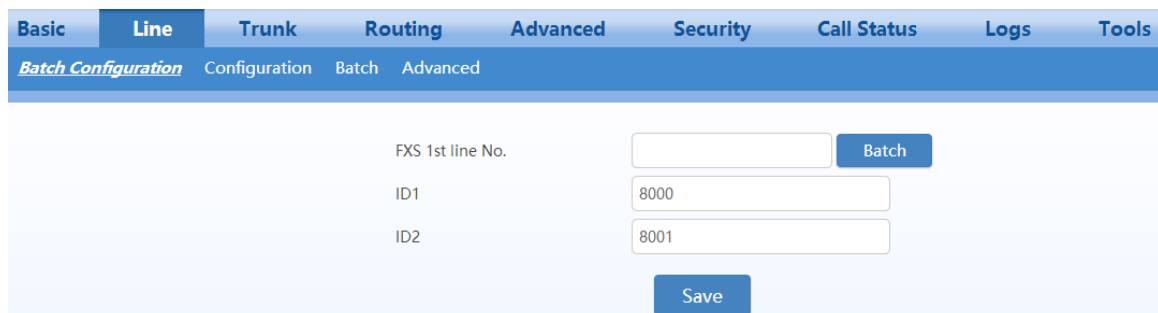 Basic Line Trunk Routing Advanced Security Call Status Logs Tools
Batch Configuration Configuration Batch Advanced
FXS 1st line No. Batch
ID1 8000
ID2 8001
Save